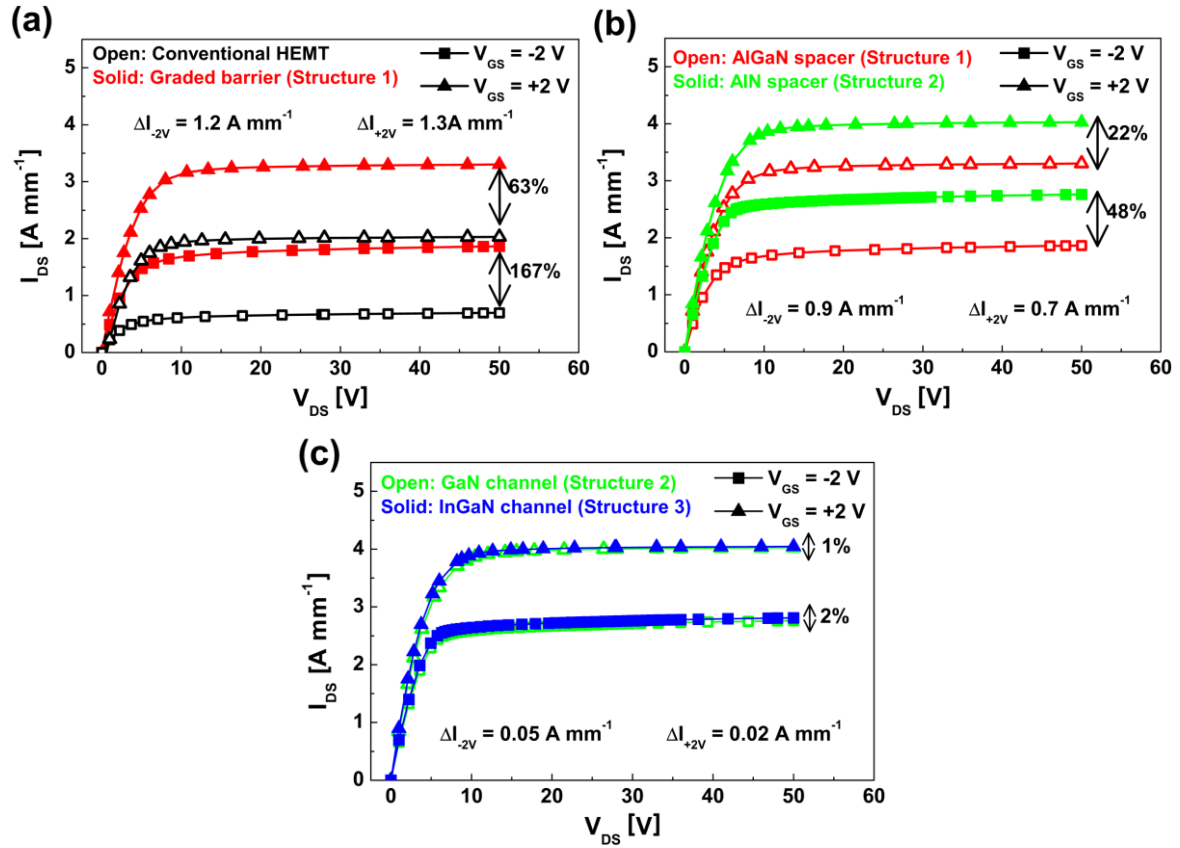 (a)
Open: Conventional HEMT
Solid: Graded barrier (Structure 1)
V_GS = -2 V
V_GS = +2 V
ΔI_-2V = 1.2 A mm⁻¹
ΔI_+2V = 1.3A mm⁻¹
63%
167%
5
4
3
2
1
0
I_DS [A mm⁻¹]
0 10 20 30 40 50 60
V_DS [V]
(b)
Open: AlGaN spacer (Structure 1)
Solid: AlN spacer (Structure 2)
V_GS = -2 V
V_GS = +2 V
22%
48%
ΔI_-2V = 0.9 A mm⁻¹
ΔI_+2V = 0.7 A mm⁻¹
5
4
3
2
1
0
I_DS [A mm⁻¹]
0 10 20 30 40 50 60
V_DS [V]
(c)
Open: GaN channel (Structure 2)
Solid: InGaN channel (Structure 3)
V_GS = -2 V
V_GS = +2 V
1%
2%
ΔI_-2V = 0.05 A mm⁻¹
ΔI_+2V = 0.02 A mm⁻¹
5
4
3
2
1
0
I_DS [A mm⁻¹]
0 10 20 30 40 50 60
V_DS [V]